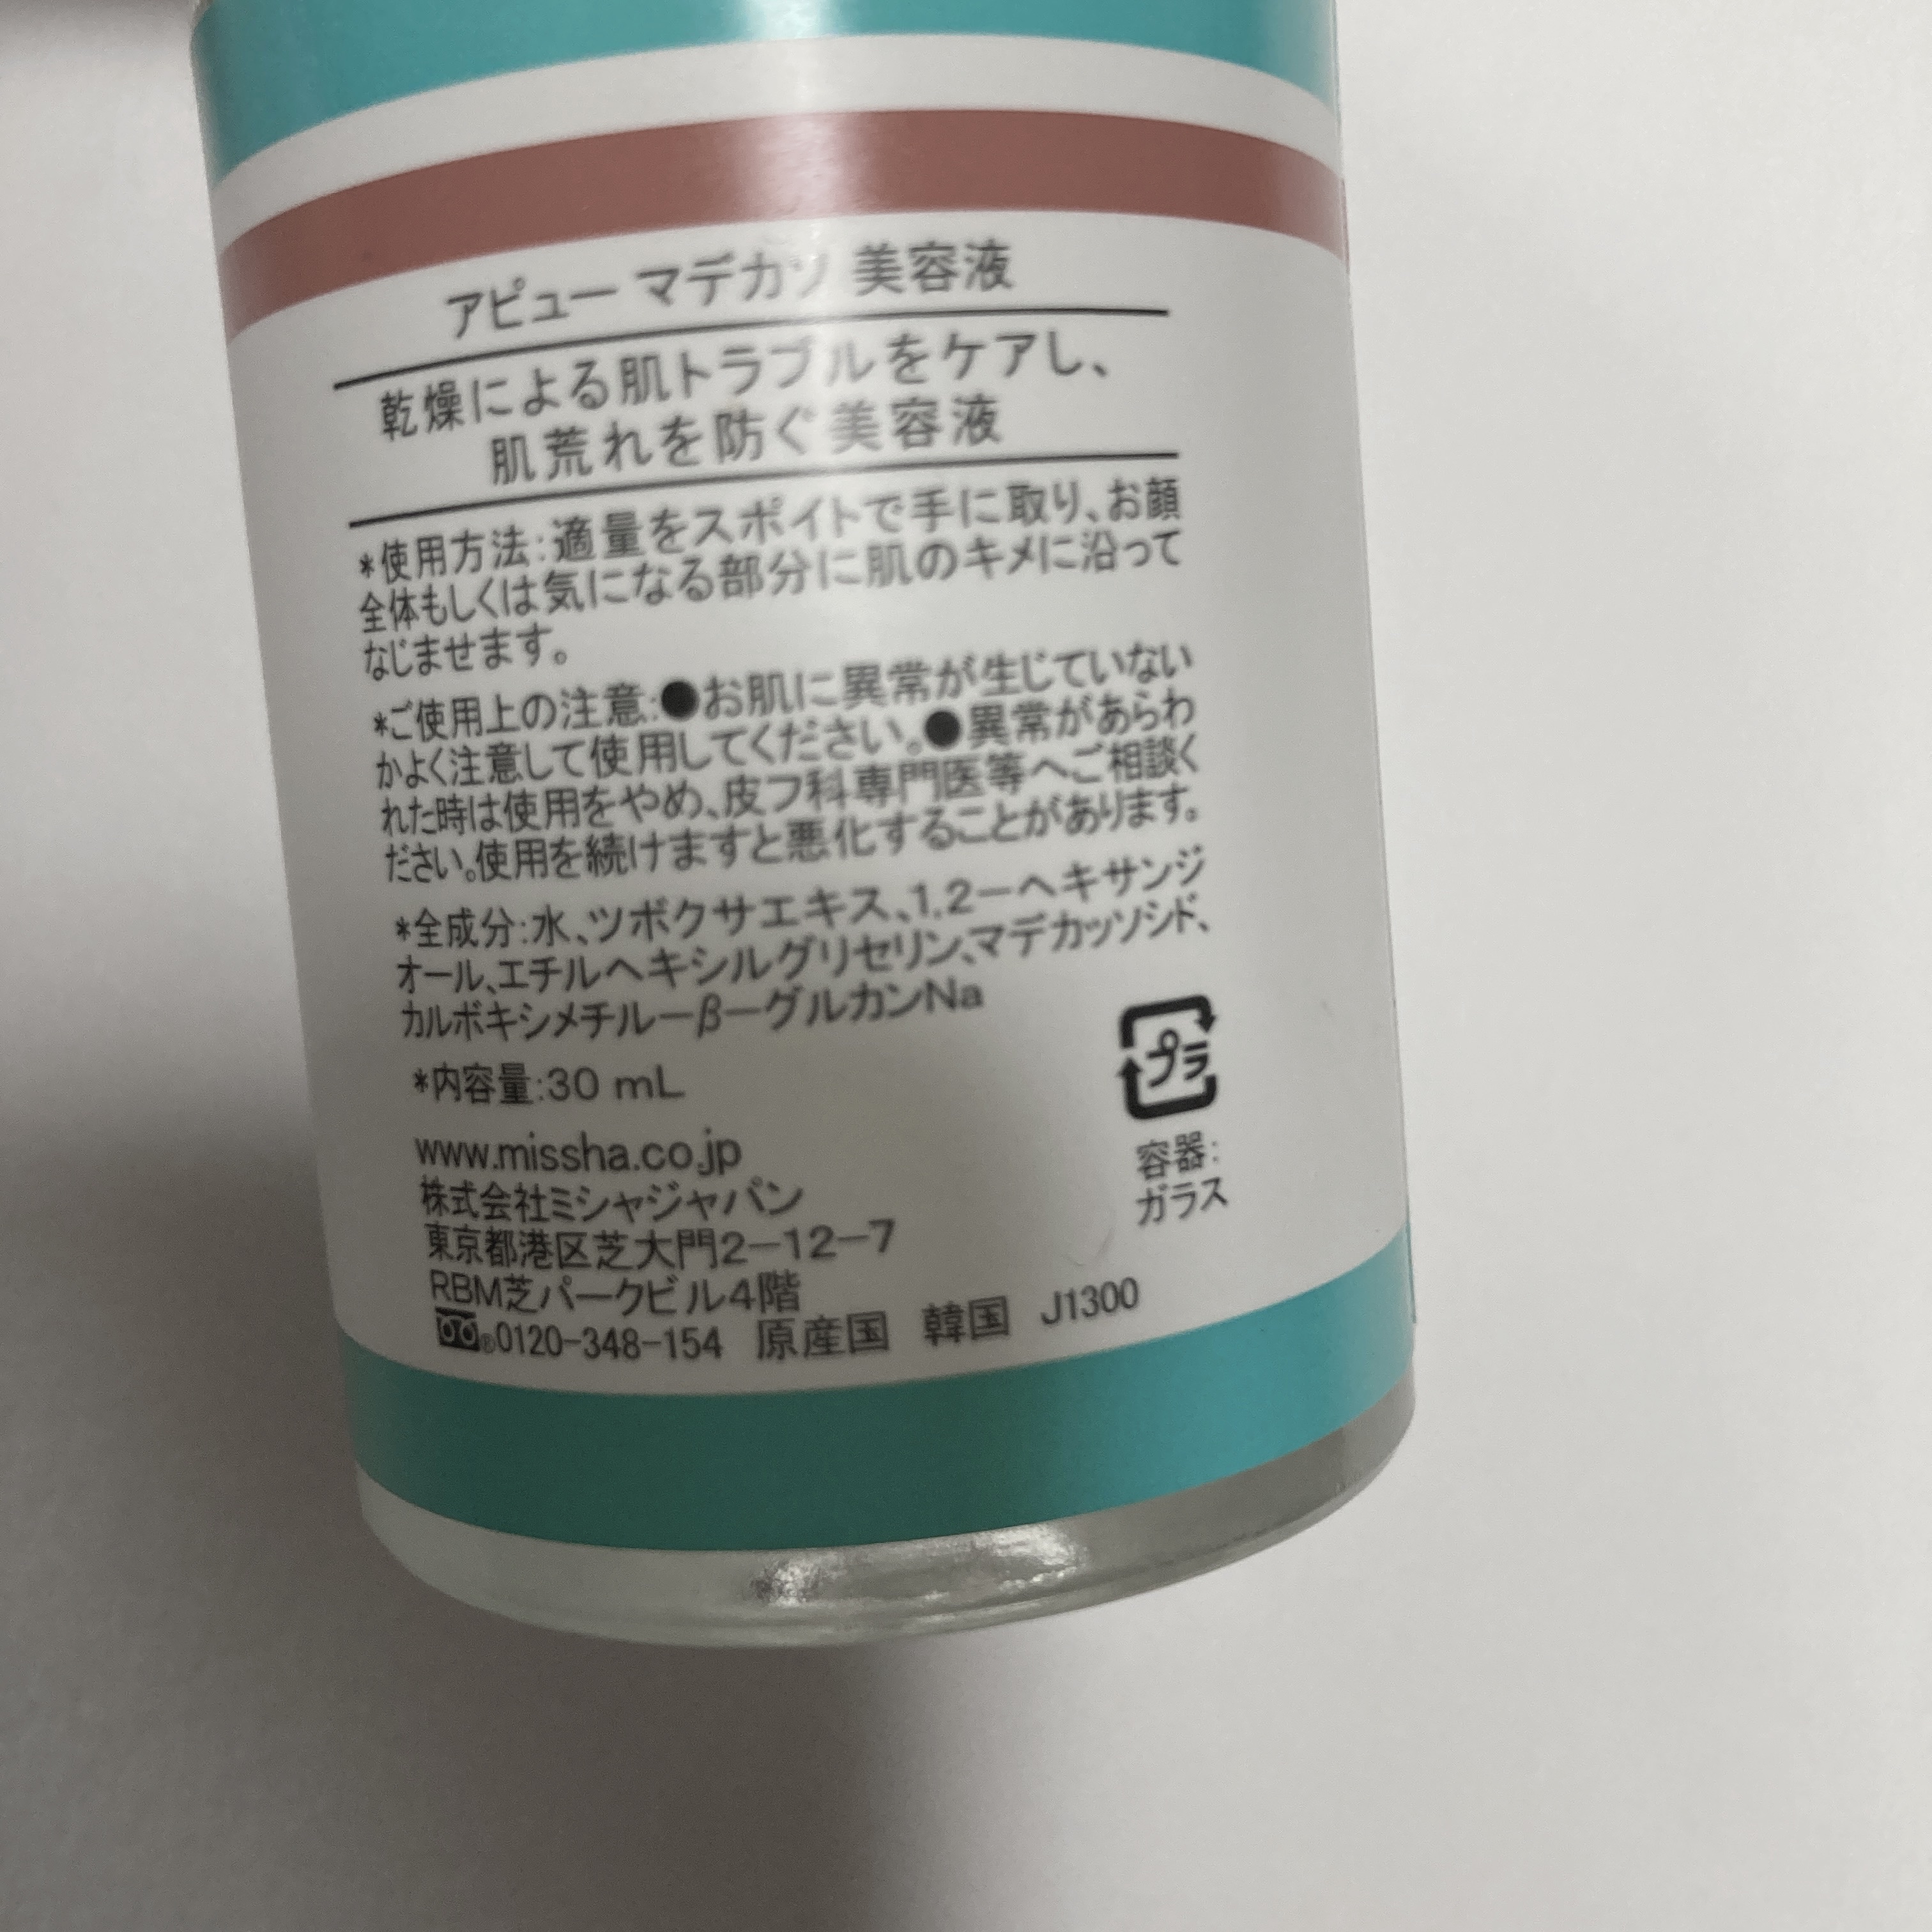 アピュー マデカソ 美容液
乾燥による肌トラブルをケアし、
肌荒れを防ぐ美容液
*使用方法:適量をスポイトで手に取り、お顔
全体もしくは気になる部分に肌のキメに沿って
なじませます。
*ご使用上の注意:●お肌に異常が生じていない
かよく注意して使用してください。●異常があらわ
れた時は使用をやめ、皮フ科専門医等へご相談く
ださい。使用を続けますと悪化することがあります。
*全成分:水、ツボクサエキス、1,2ーヘキサンジ
オール、エチルヘキシルグリセリン、マデカッソシド、
カルボキシメチルーβーグルカンNa
*内容量:30 mL
プラ
容器:
ガラス
www.missha.co.jp
株式会社ミシャジャパン
東京都港区芝大門2ー12ー7
RBM芝パークビル4階
®0120-348-154 原産国 韓国 J1300